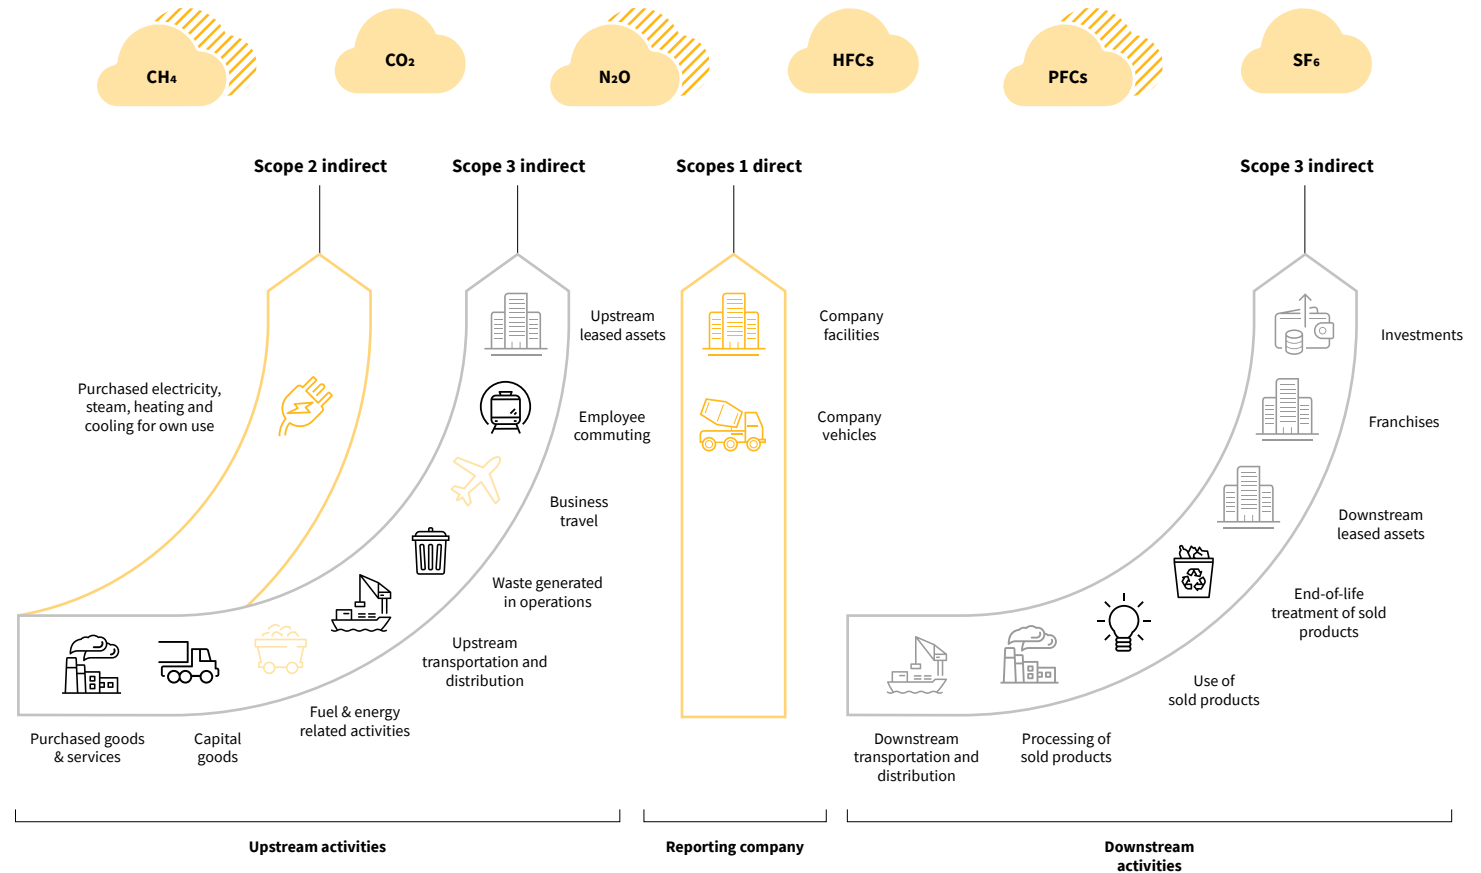 CH₄
CO₂
N₂O
HFCs
PFCs
SF₆
Scope 2 indirect
Scope 3 indirect
Scopes 1 direct
Scope 3 indirect
Purchased electricity,
steam, heating and
cooling for own use
Upstream
leased assets
Employee
commuting
Business
travel
Waste generated
in operations
Upstream
transportation and
distribution
Fuel & energy
related activities
Capital
goods
Purchased goods
& services
Company
facilities
Company
vehicles
Investments
Franchises
Downstream
leased assets
End-of-life
treatment of sold
products
Use of
sold products
Processing of
sold products
Downstream
transportation and
distribution
Upstream activities
Reporting company
Downstream
activities